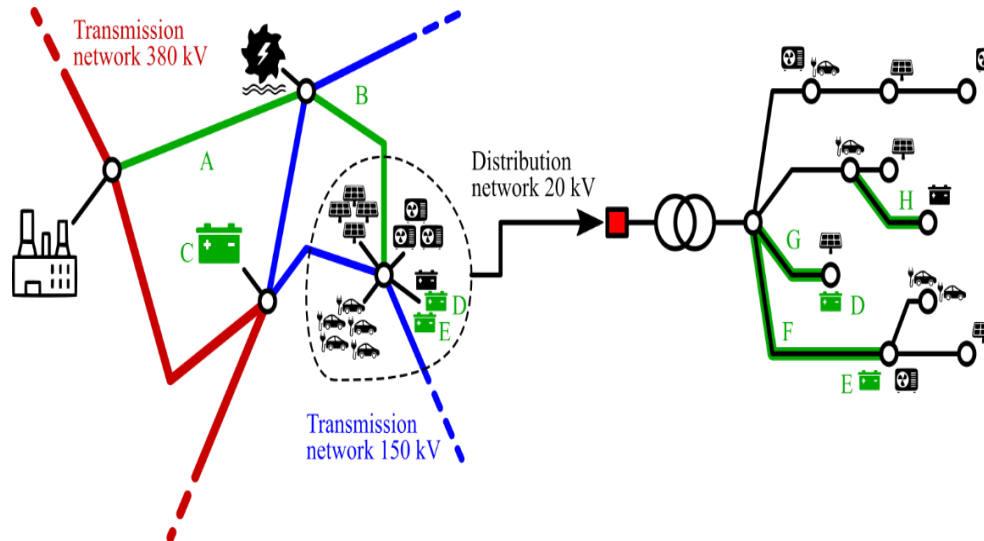 Transmission
network 380 kV
A
B
C
D
E
Transmission
network 150 kV
Distribution
network 20 kV
H
G
D
F
E